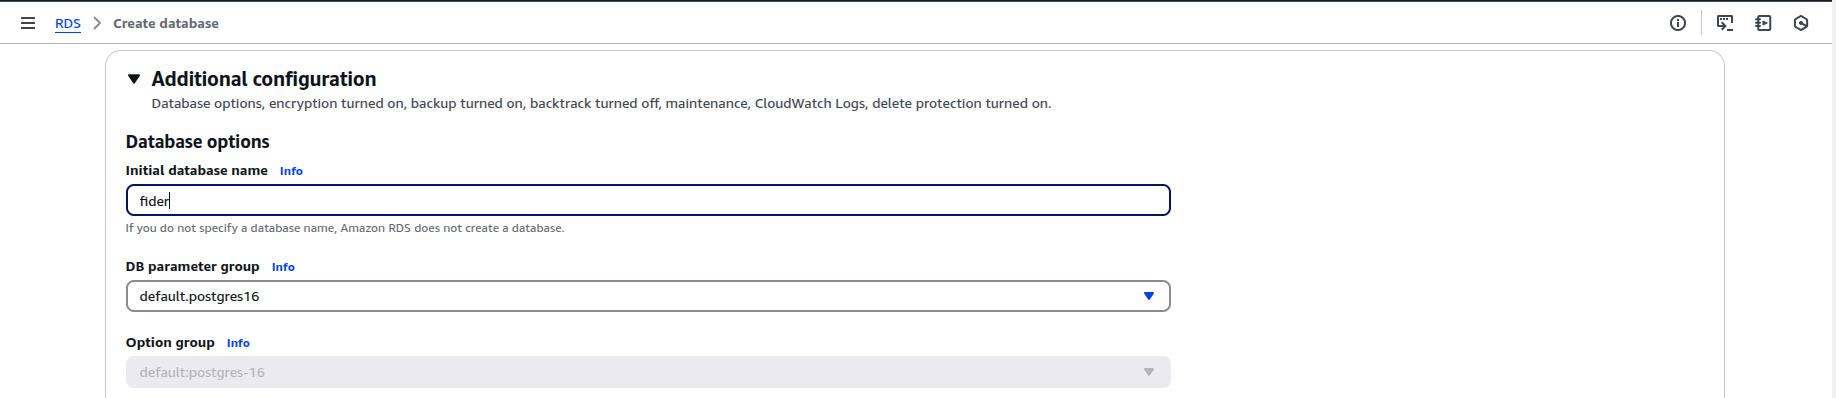 RDS > Create database
Additional configuration
Database options, encryption turned on, backup turned on, backtrack turned off, maintenance, CloudWatch Logs, delete protection turned on.
Database options
Initial database name Info
fider
If you do not specify a database name, Amazon RDS does not create a database.
DB parameter group Info
default.postgres16
Option group Info
default:postgres-16